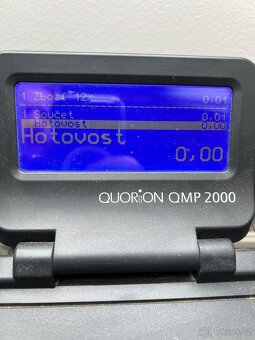 1 Zboží 12% 0,01
1 Součet 0,01
Hotovost 0,00
Hotovost
0,00
QUORION QMP 2000